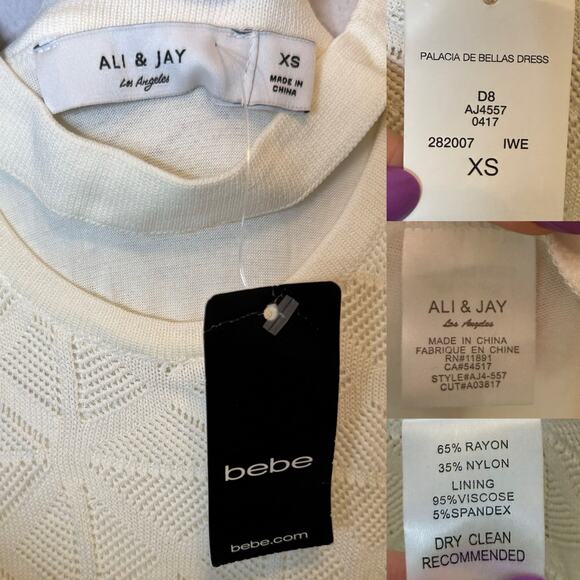 ALI & JAY
Los Angeles
XS
MADE IN
CHINA
bebe
bebe.com
PALACIA DE BELLAS DRESS
D8
AJ4557
0417
282007 IWE
XS
ALI & JAY
Los Angeles
MADE IN CHINA
FABRIQUE EN CHINE
RN#11891
CA#54517
STYLE#AJ4-557
CUT#A03817
65% RAYON
35% NYLON
LINING
95%VISCOSE
5%SPANDEX
DRY CLEAN
RECOMMENDED